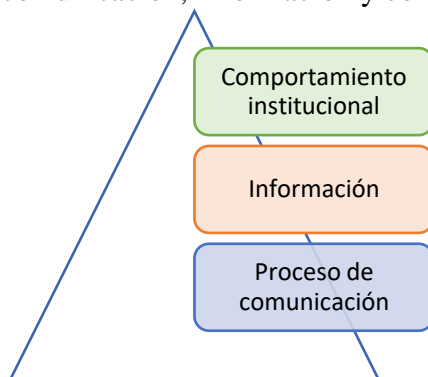 Comportamiento
institucional
Información
Proceso de
comunicación